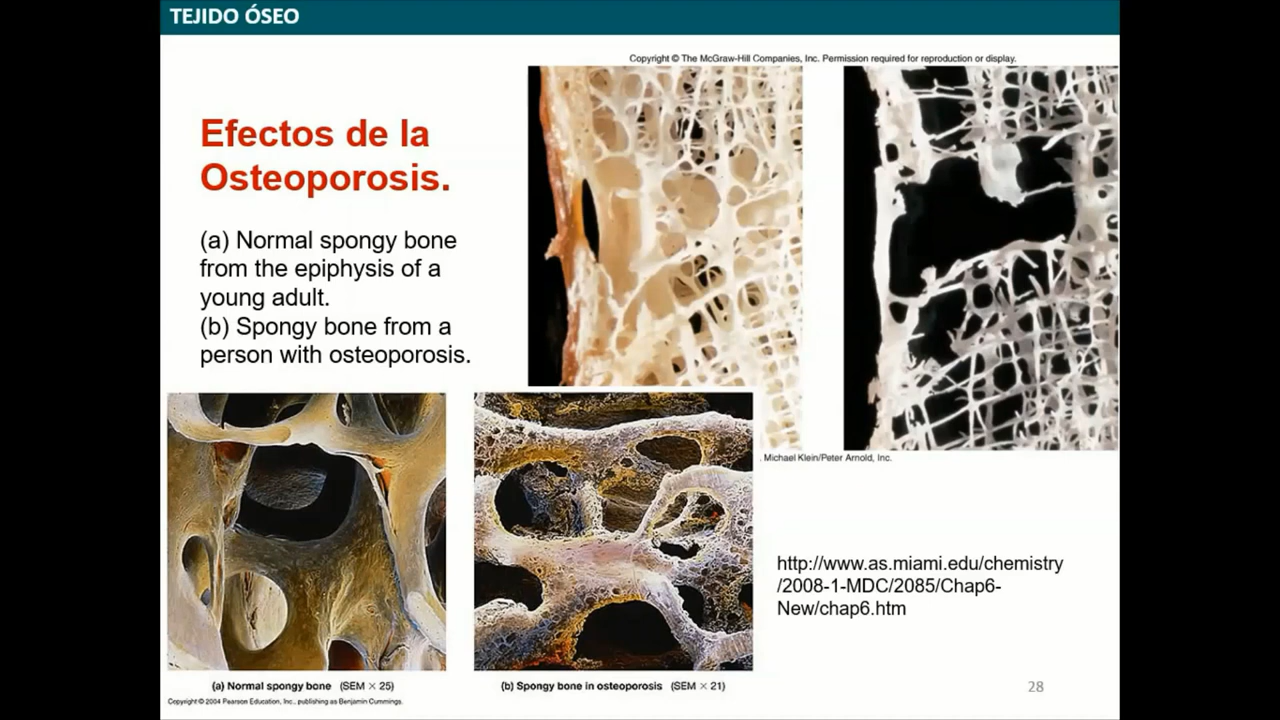 TEJIDO ÓSEO
Copyright © The McGraw-Hill Companies, Inc. Permission required for reproduction or display.
Efectos de la
Osteoporosis.
(a) Normal spongy bone
from the epiphysis of a
young adult.
(b) Spongy bone from a
person with osteoporosis.
. Michael Klein/Peter Arnold, Inc.
http://www.as.miami.edu/chemistry
/2008-1-MDC/2085/Chap6-
New/chap6.htm
(a) Normal spongy bone (SEM × 25)
(b) Spongy bone in osteoporosis (SEM × 21)
Copyright © 2004 Pearson Education, Inc., publishing as Benjamin Cummings.
28